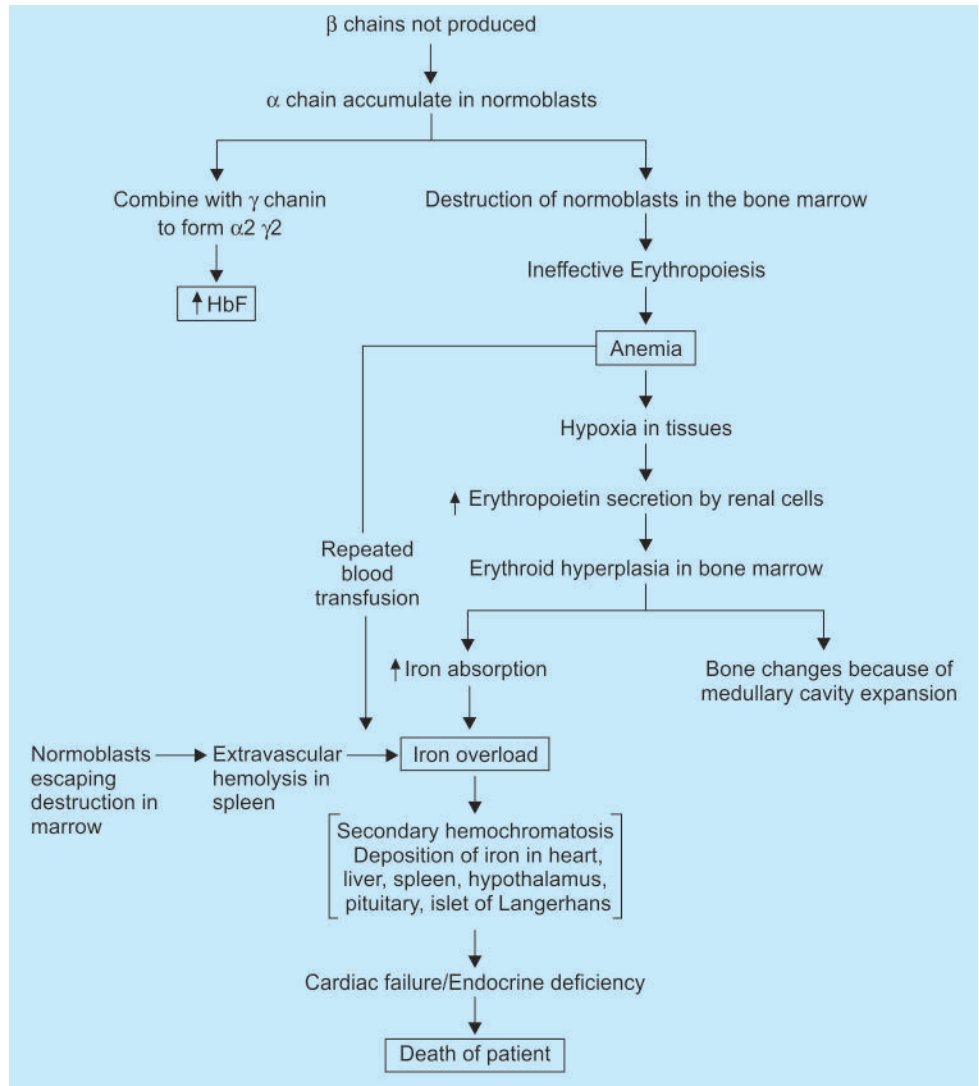 β chains not produced
α chain accumulate in normoblasts
Combine with γ chanin
to form α2 γ2
↑ HbF
Destruction of normoblasts in the bone marrow
Ineffective Erythropoiesis
Anemia
Hypoxia in tissues
↑ Erythropoietin secretion by renal cells
Erythroid hyperplasia in bone marrow
Repeated
blood
transfusion
↑ Iron absorption
Bone changes because of
medullary cavity expansion
Normoblasts
escaping
destruction in
marrow
Extravascular
hemolysis in
spleen
Iron overload
Secondary hemochromatosis
Deposition of iron in heart,
liver, spleen, hypothalamus,
pituitary, islet of Langerhans
Cardiac failure/Endocrine deficiency
Death of patient